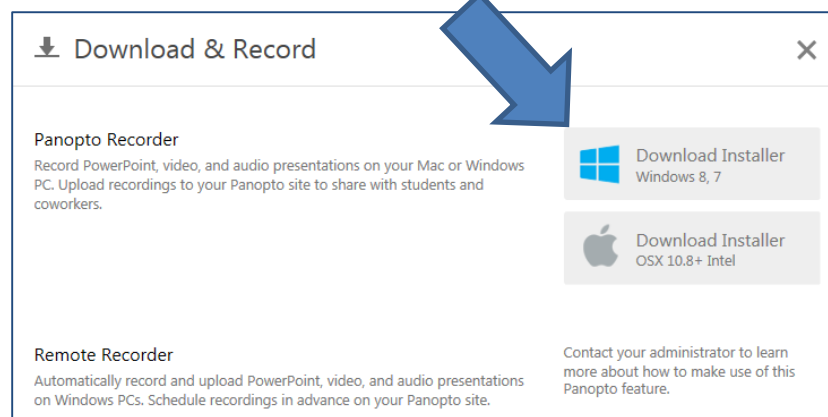 Download & Record
Panopto Recorder
Record PowerPoint, video, and audio presentations on your Mac or Windows
PC. Upload recordings to your Panopto site to share with students and
coworkers.
Download Installer
Windows 8, 7
Download Installer
OSX 10.8+ Intel
Remote Recorder
Automatically record and upload PowerPoint, video, and audio presentations
on Windows PCs. Schedule recordings in advance on your Panopto site.
Contact your administrator to learn
more about how to make use of this
Panopto feature.